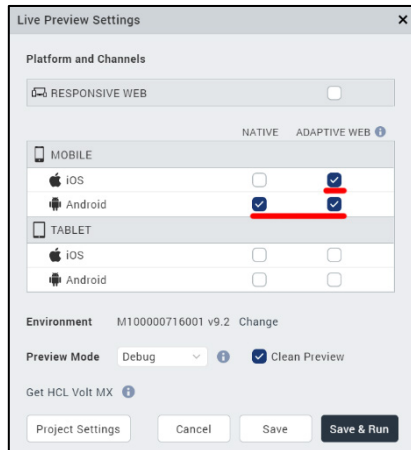 Live Preview Settings
Platform and Channels
RESPONSIVE WEB
NATIVE ADAPTIVE WEB
MOBILE
iOS
Android
TABLET
iOS
Android
Environment M100000716001 v9.2 Change
Preview Mode Debug Clean Preview
Get HCL Volt MX
Project Settings Cancel Save Save & Run